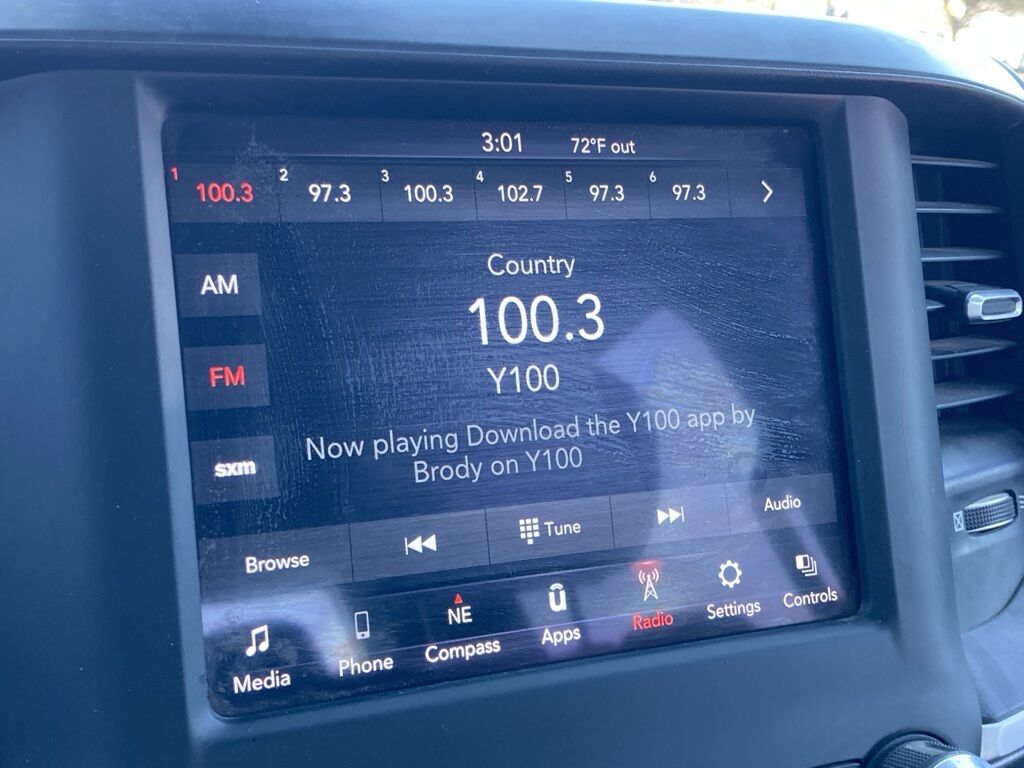 3:01 72°F out
1 100.3 2 97.3 3 100.3 4 102.7 5 97.3 6 97.3
Country
AM
100.3
FM
Y100
sxm
Now playing Download the Y100 app by
Brody on Y100
Browse Tune Audio
NE
Media Phone Compass Apps Radio Settings Controls